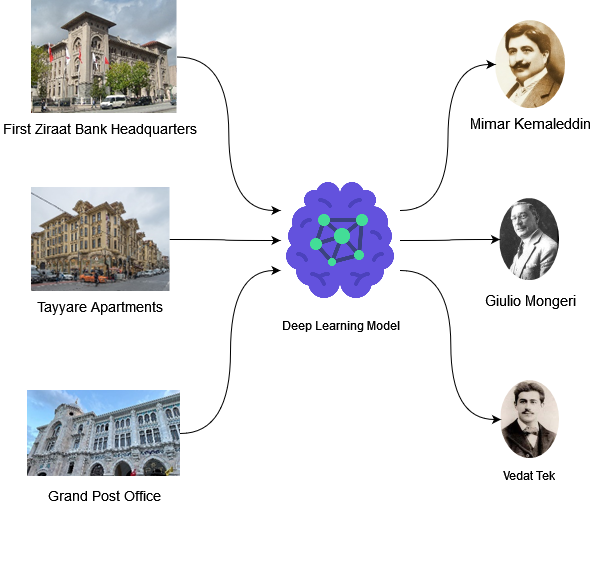 First Ziraat Bank Headquarters
Mimar Kemaleddin
Tayyare Apartments
Giulio Mongeri
Deep Learning Model
Grand Post Office
Vedat Tek